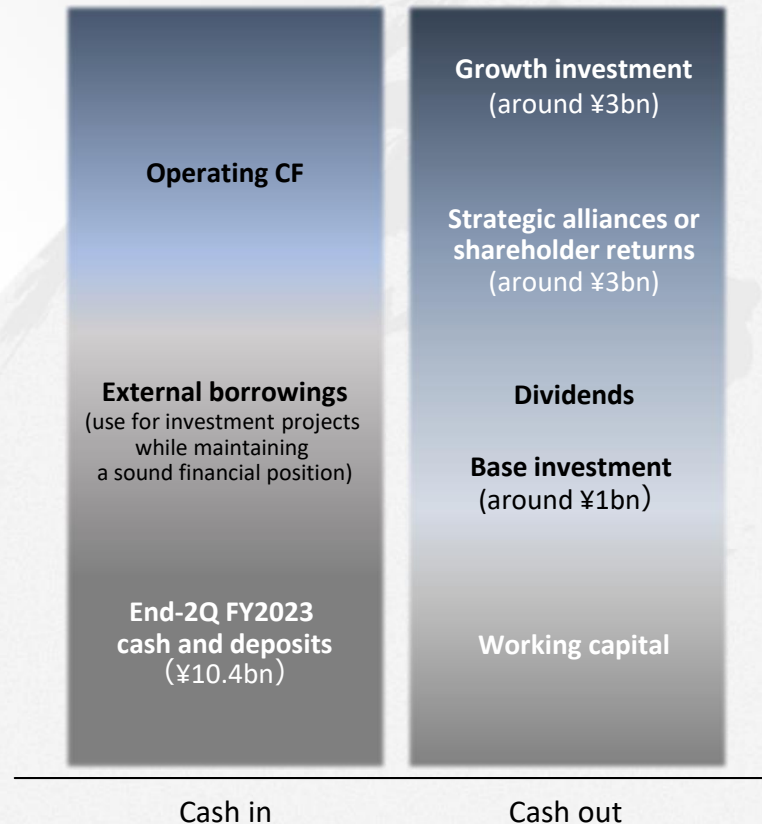 Operating CF
External borrowings
(use for investment projects
while maintaining
a sound financial position)
End-2Q FY2023
cash and deposits
（¥10.4bn）
Growth investment
(around ¥3bn)
Strategic alliances or
shareholder returns
(around ¥3bn)
Dividends
Base investment
(around ¥1bn）
Working capital
Cash in
Cash out